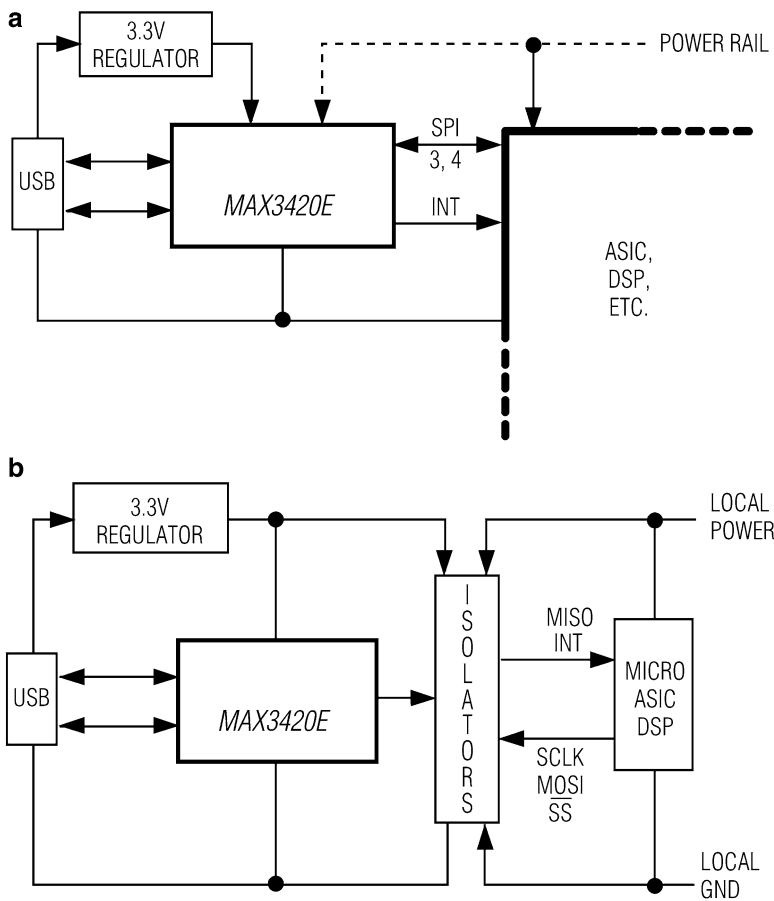 a
3.3V
REGULATOR
POWER RAIL
SPI
3, 4
USB
MAX3420E
INT
ASIC,
DSP,
ETC.
b
3.3V
REGULATOR
LOCAL
POWER
ISOLATORS
MISO
INT
USB
MAX3420E
MICRO
ASIC
DSP
SCLK
MOSI
S̅S̅
LOCAL
GND